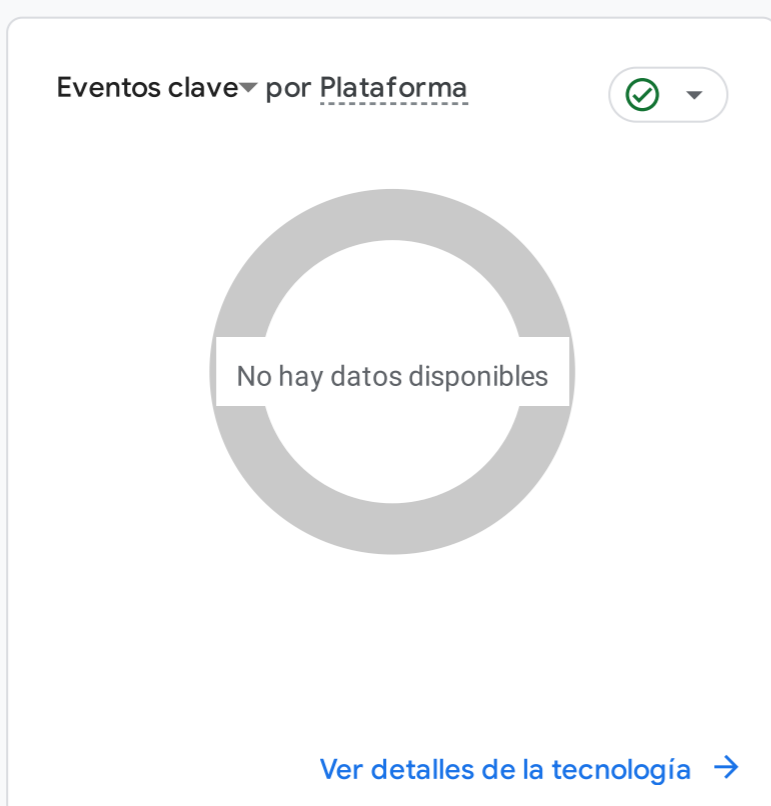 Eventos clave por Plataforma
No hay datos disponibles
Ver detalles de la tecnología